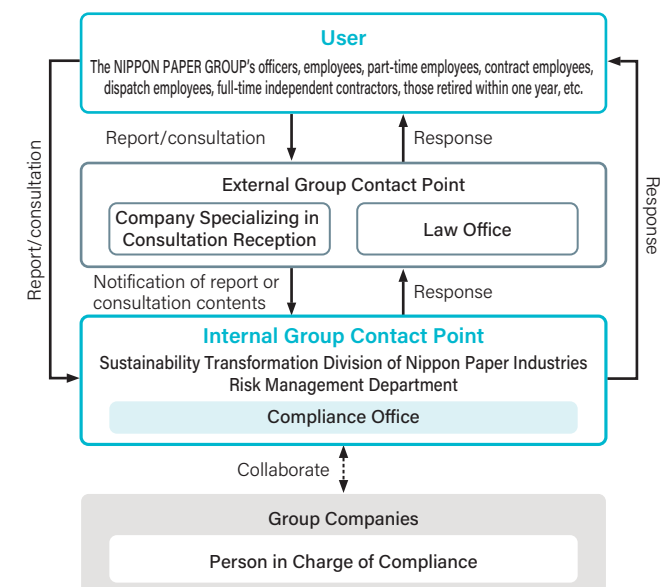 User
The NIPPON PAPER GROUP's officers, employees, part-time employees, contract employees,
dispatch employees, full-time independent contractors, those retired within one year, etc.
Report/consultation
Response
Report/consultation
Response
External Group Contact Point
Company Specializing in
Consultation Reception
Law Office
Notification of report or
consultation contents
Response
Internal Group Contact Point
Sustainability Transformation Division of Nippon Paper Industries
Risk Management Department
Compliance Office
Collaborate
Group Companies
Person in Charge of Compliance